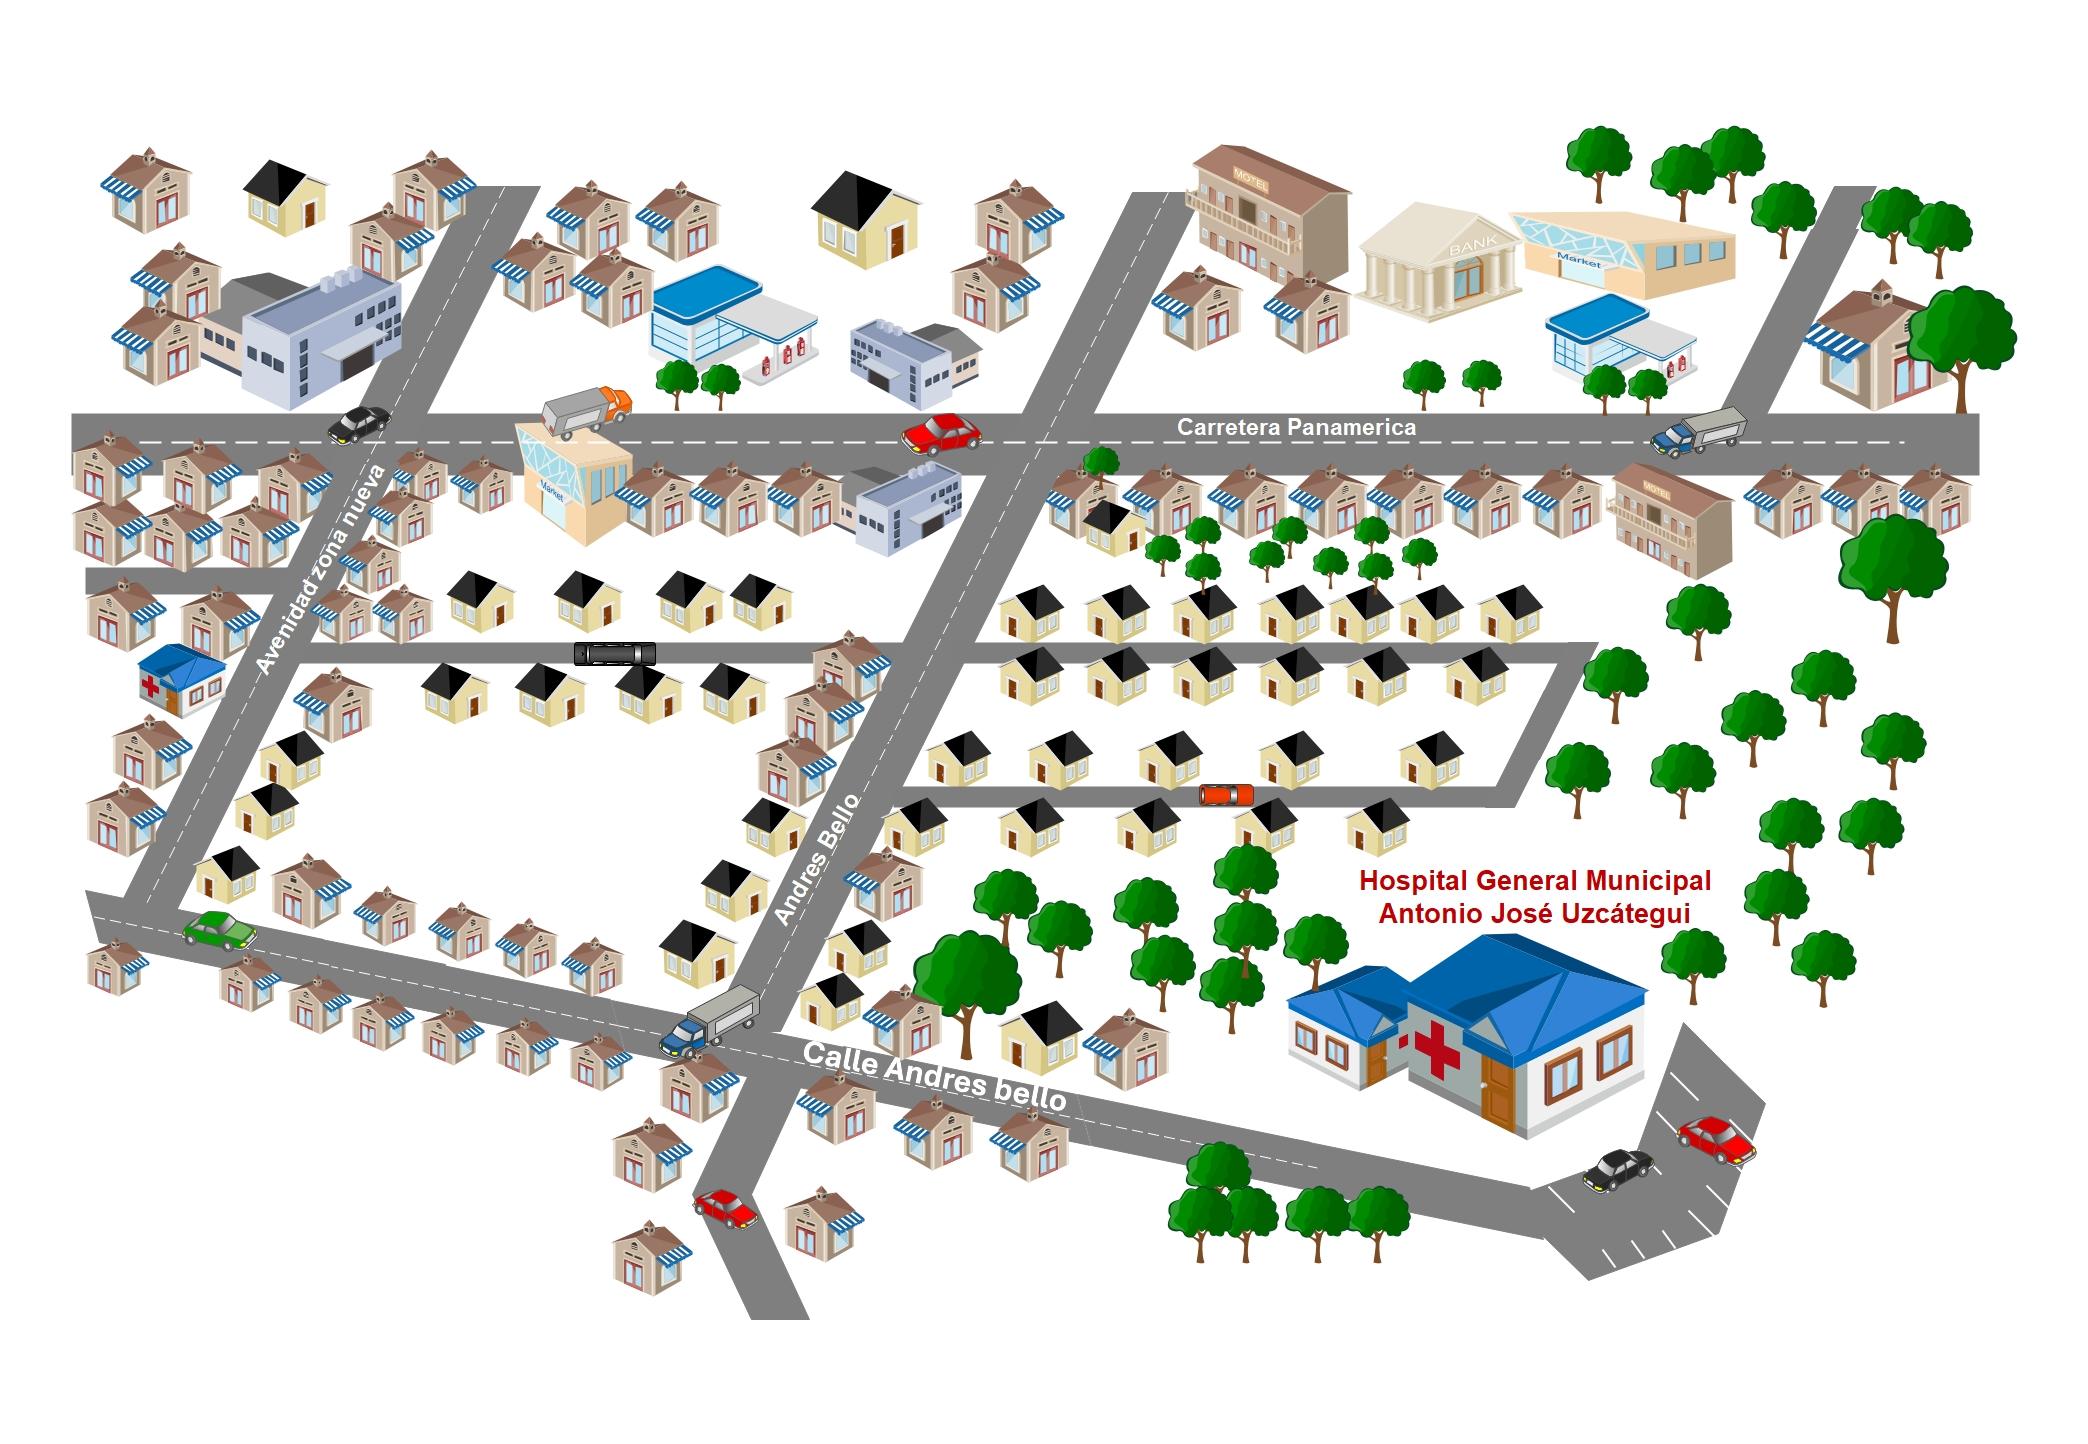 MOTEL
BANK
Market
Carretera Panamerica
Market
MOTEL
Avenidad zona nueva
Andres Bello
Hospital General Municipal
Antonio José Uzcátegui
Calle Andres bello